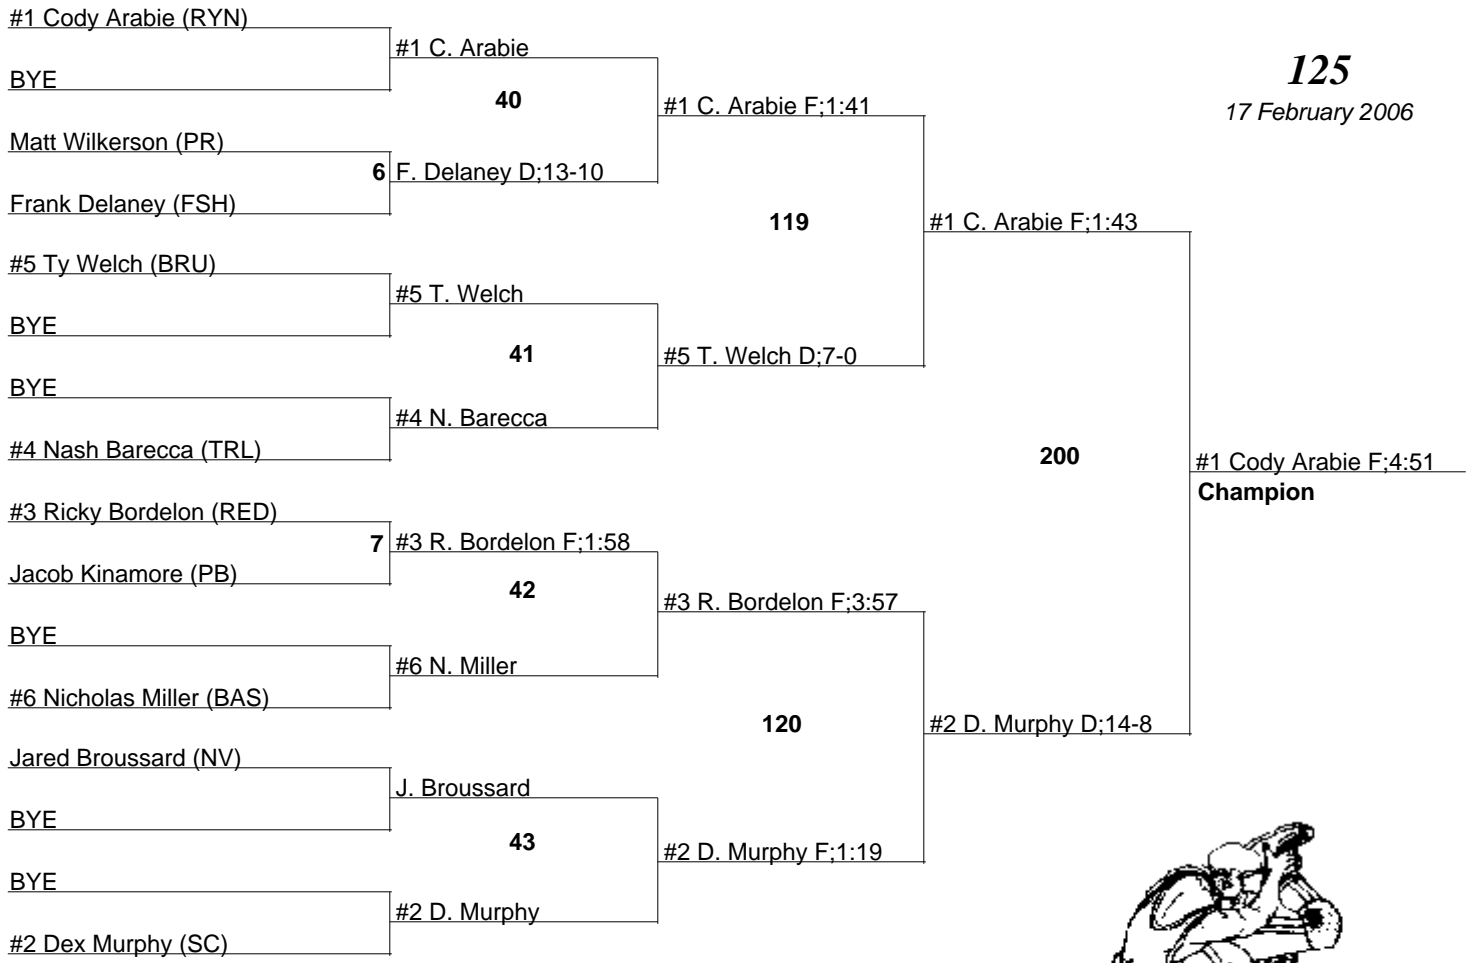 #1 Cody Arabie (RYN)
BYE
Matt Wilkerson (PR)
Frank Delaney (FSH)
#5 Ty Welch (BRU)
BYE
BYE
#4 Nash Barecca (TRL)
#3 Ricky Bordelon (RED)
Jacob Kinamore (PB)
BYE
#6 Nicholas Miller (BAS)
Jared Broussard (NV)
BYE
BYE
#2 Dex Murphy (SC)
#1 C. Arabie
40
6 F. Delaney D;13-10
#5 T. Welch
41
#4 N. Barecca
7 #3 R. Bordelon F;1:58
42
#6 N. Miller
J. Broussard
43
#2 D. Murphy
#1 C. Arabie F;1:41
119
#5 T. Welch D;7-0
#3 R. Bordelon F;3:57
120
#2 D. Murphy F;1:19
#1 C. Arabie F;1:43
200
#2 D. Murphy D;14-8
125
17 February 2006
#1 Cody Arabie F;4:51
Champion